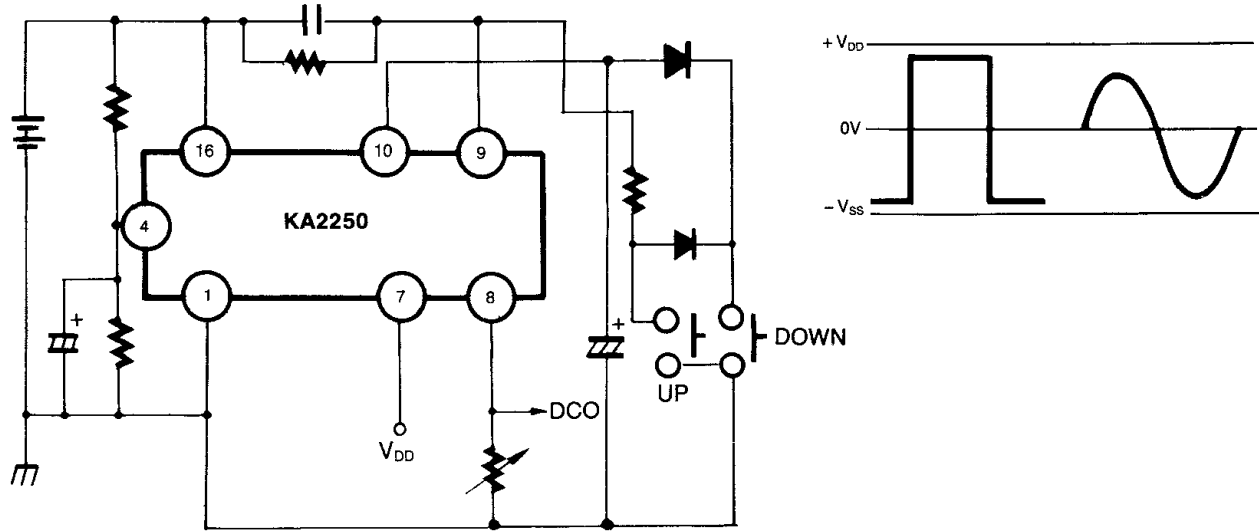 16
10
9
4
KA2250
1
7
8
+
+
V_DD
DCO
UP
DOWN
+ V_DD
0V
− V_SS